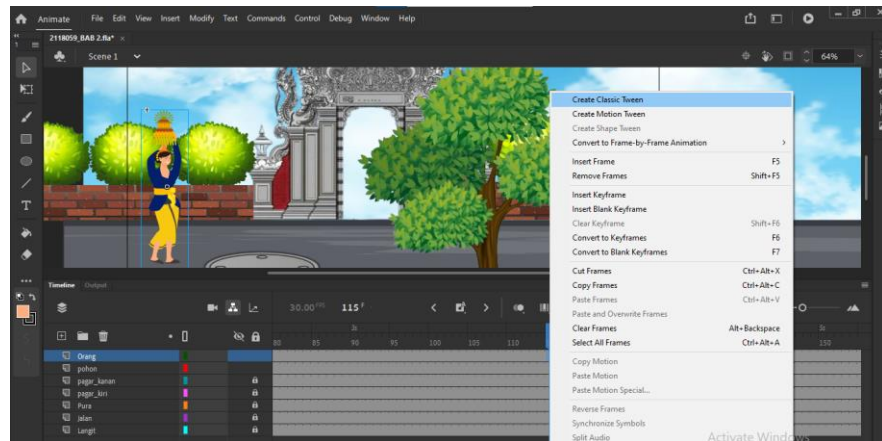 Animate File Edit View Insert Modify Text Commands Control Debug Window Help
2118059_BAB 2.fla*
Scene 1
64%
Create Classic Tween
Create Motion Tween
Create Shape Tween
Convert to Frame-by-Frame Animation
Insert Frame F5
Remove Frames Shift+F5
Insert Keyframe
Insert Blank Keyframe
Clear Keyframe Shift+F6
Convert to Keyframes F6
Convert to Blank Keyframes F7
Cut Frames Ctrl+Alt+X
Copy Frames Ctrl+Alt+C
Paste Frames Ctrl+Alt+V
Paste and Overwrite Frames
Clear Frames Alt+Backspace
Select All Frames Ctrl+Alt+A
Copy Motion
Paste Motion
Paste Motion Special...
Reverse Frames
Synchronize Symbols
Split Audio
Timeline Output
30.00 FPS 115 F
3s 5s
80 85 90 95 100 105 110 150
Orang
pohon
pagar_kanan
pagar_kiri
Pura
jalan
Langit
Activate Windows